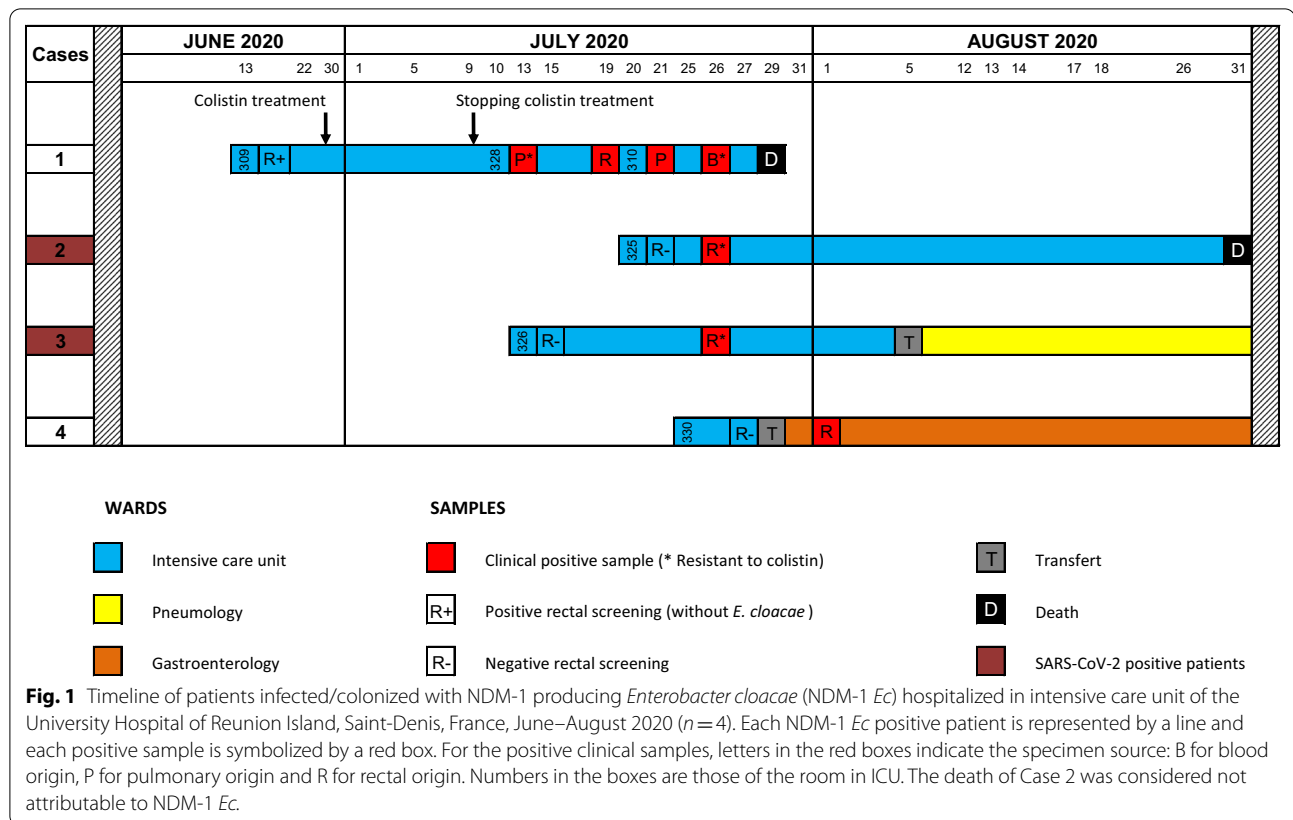 Cases
JUNE 2020 JULY 2020 AUGUST 2020
13 22 30 1 5 9 10 13 15 19 20 21 25 26 27 29 31 1 5 12 13 14 17 18 26 31
Colistin treatment Stopping colistin treatment
1 309 R+ 328 P* R 310 P B* D
2 325 R- R* D
3 326 R- R* T
4 330 R- T R
WARDS SAMPLES
Intensive care unit Clinical positive sample (* Resistant to colistin) T Transfert
Pneumology R+ Positive rectal screening (without E. cloacae ) D Death
Gastroenterology R- Negative rectal screening SARS-CoV-2 positive patients
Fig. 1 Timeline of patients infected/colonized with NDM-1 producing Enterobacter cloacae (NDM-1 Ec) hospitalized in intensive care unit of the
University Hospital of Reunion Island, Saint-Denis, France, June–August 2020 (n = 4). Each NDM-1 Ec positive patient is represented by a line and
each positive sample is symbolized by a red box. For the positive clinical samples, letters in the red boxes indicate the specimen source: B for blood
origin, P for pulmonary origin and R for rectal origin. Numbers in the boxes are those of the room in ICU. The death of Case 2 was considered not
attributable to NDM-1 Ec.